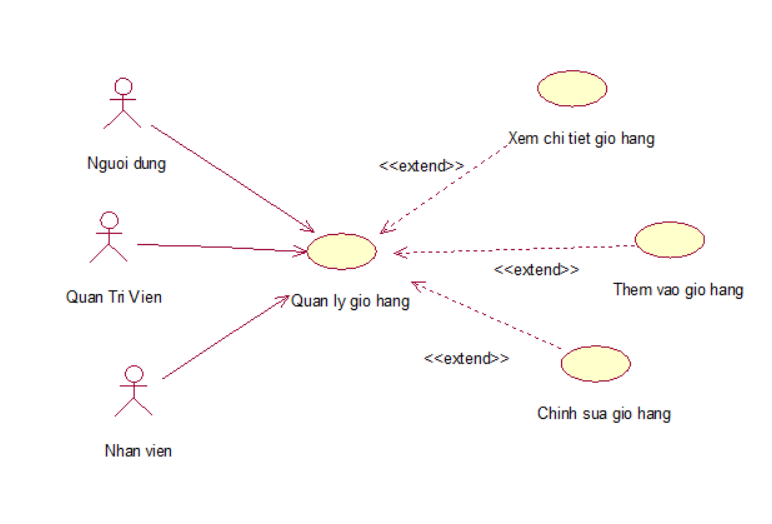 Xem chi tiet gio hang
Nguoi dung
<<extend>>
Quan Tri Vien
Quan ly gio hang
<<extend>>
Them vao gio hang
<<extend>>
Chinh sua gio hang
Nhan vien